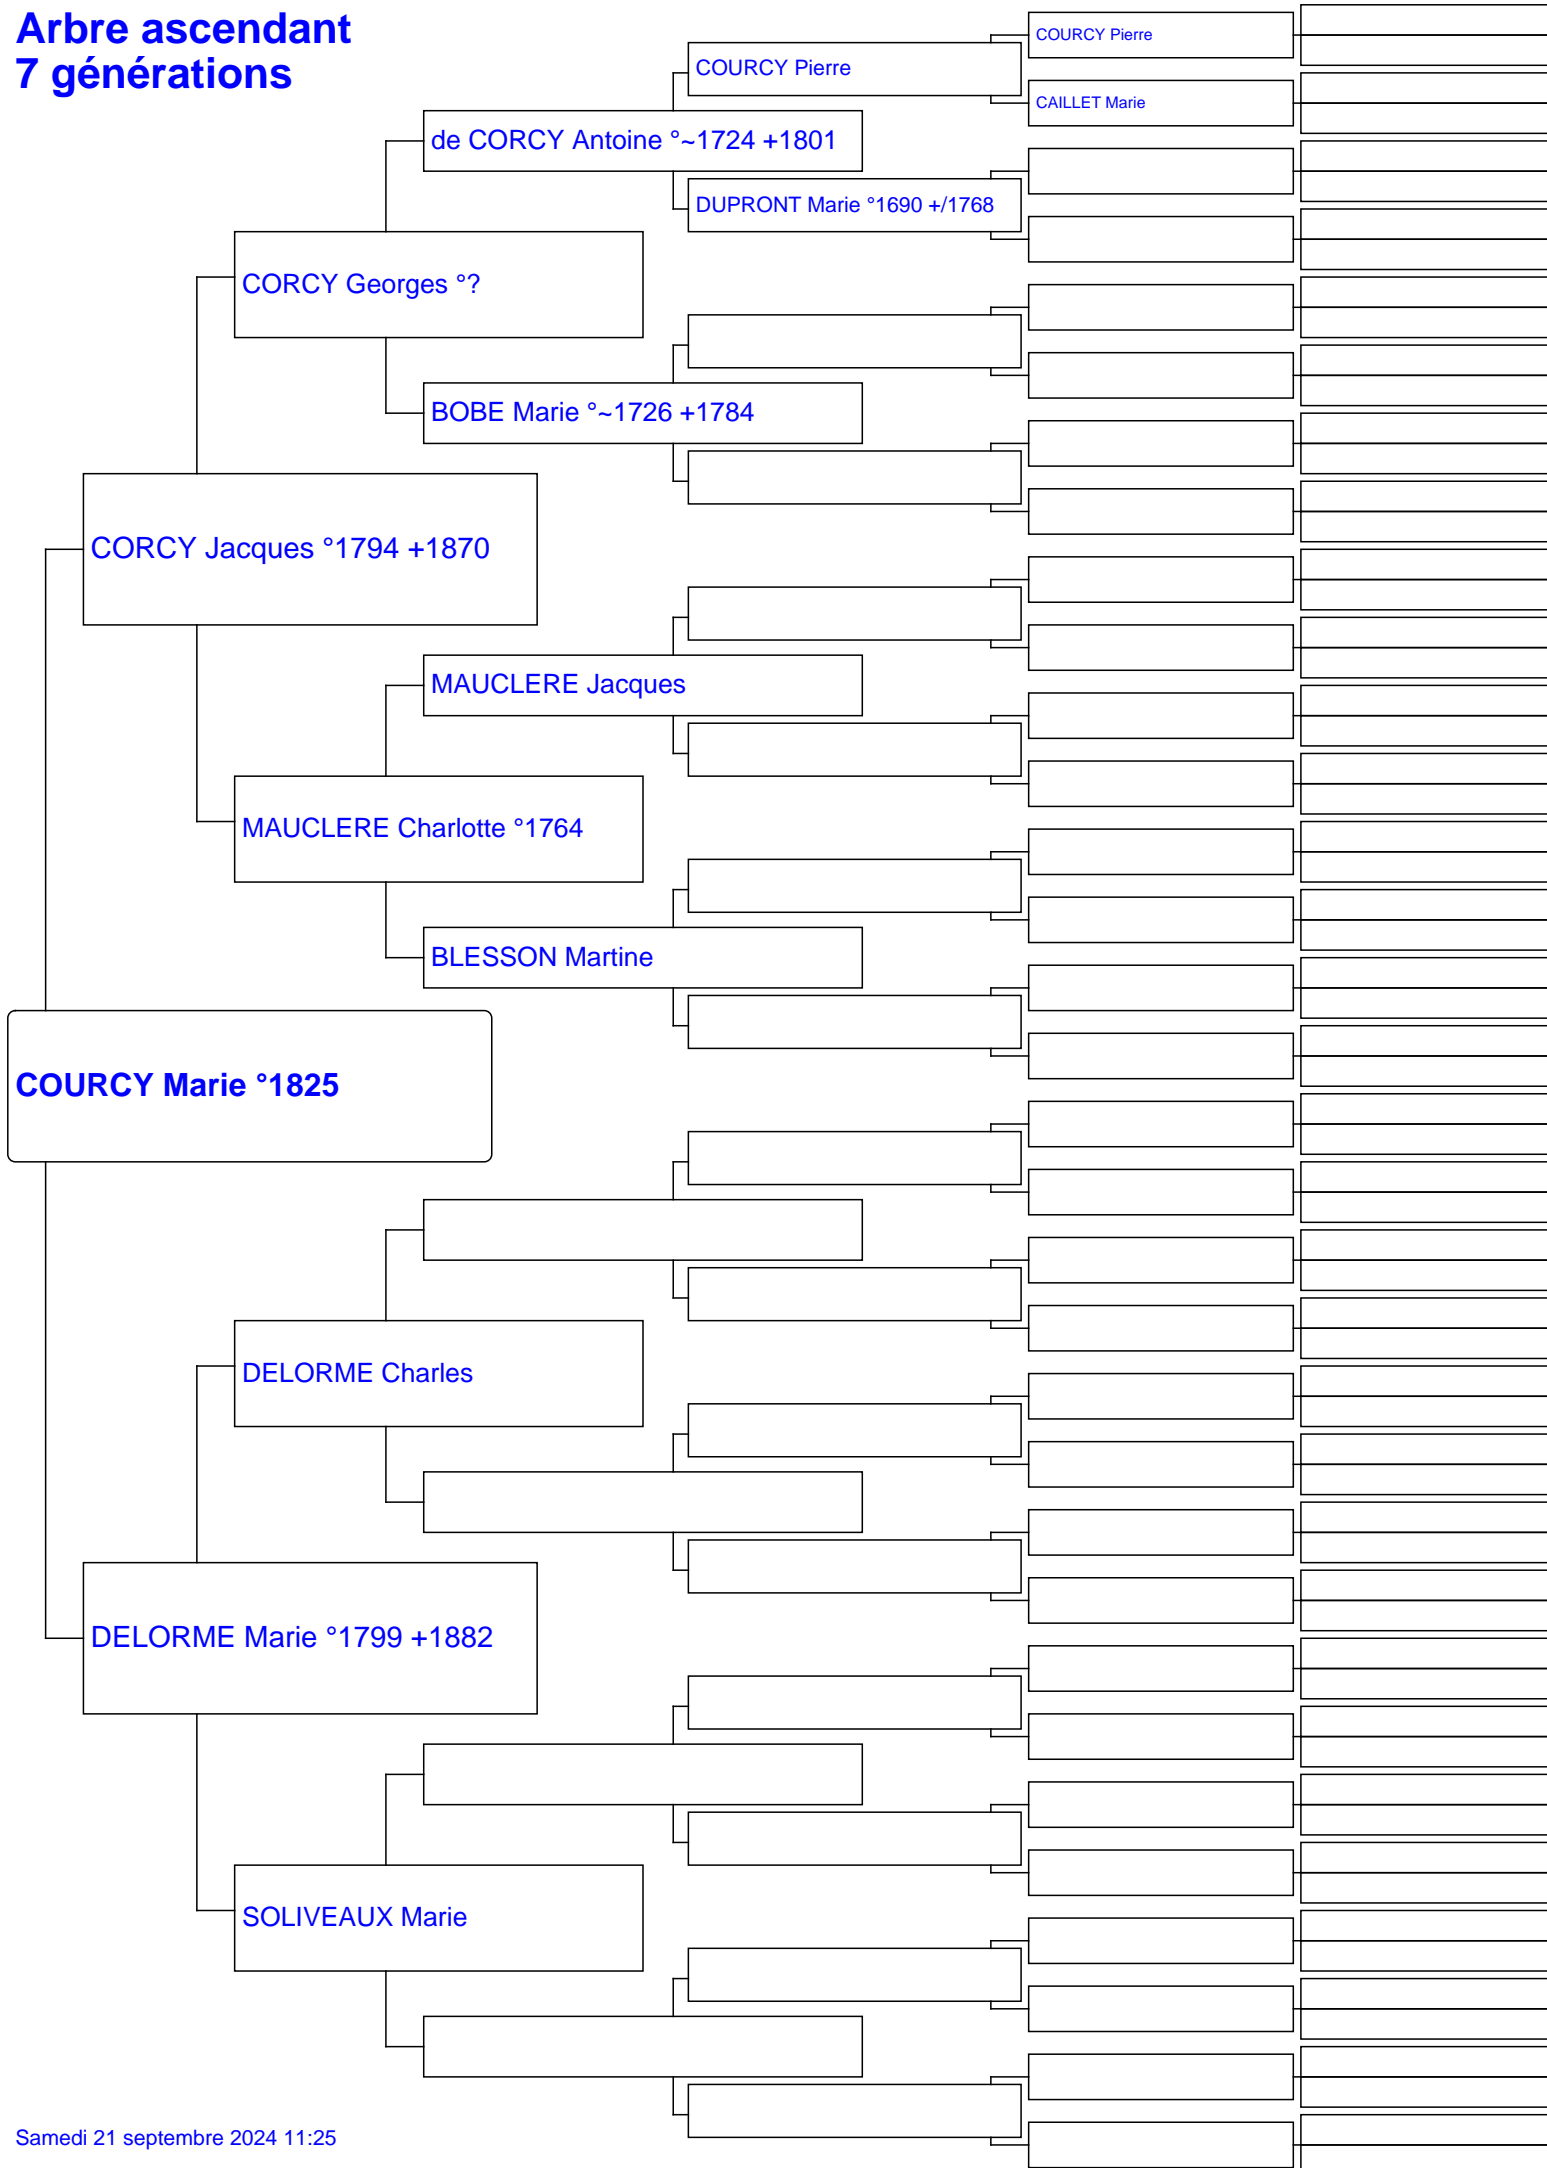 Arbre ascendant
7 générations
COURCY Pierre
COURCY Pierre
CAILLET Marie
de CORCY Antoine °~1724 +1801
DUPRONT Marie °1690 +/1768
CORCY Georges °?
BOBE Marie °~1726 +1784
CORCY Jacques °1794 +1870
MAUCLERE Jacques
MAUCLERE Charlotte °1764
BLESSON Martine
COURCY Marie °1825
DELORME Charles
DELORME Marie °1799 +1882
SOLIVEAUX Marie
Samedi 21 septembre 2024 11:25